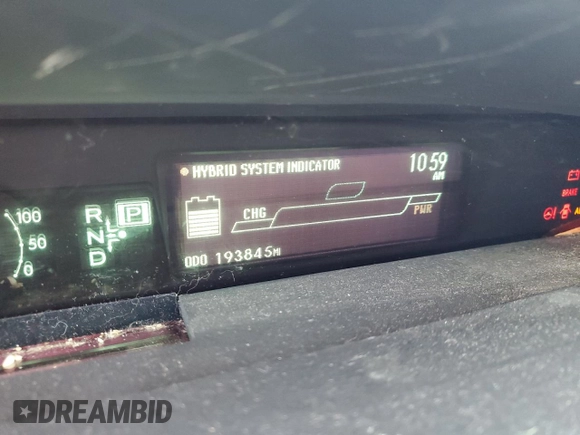 HYBRID SYSTEM INDICATOR
10:59
AM
100
50
0
R
N
D
P
CHG
PWR
ODO 193845MI
BRAKE
DREAMBID